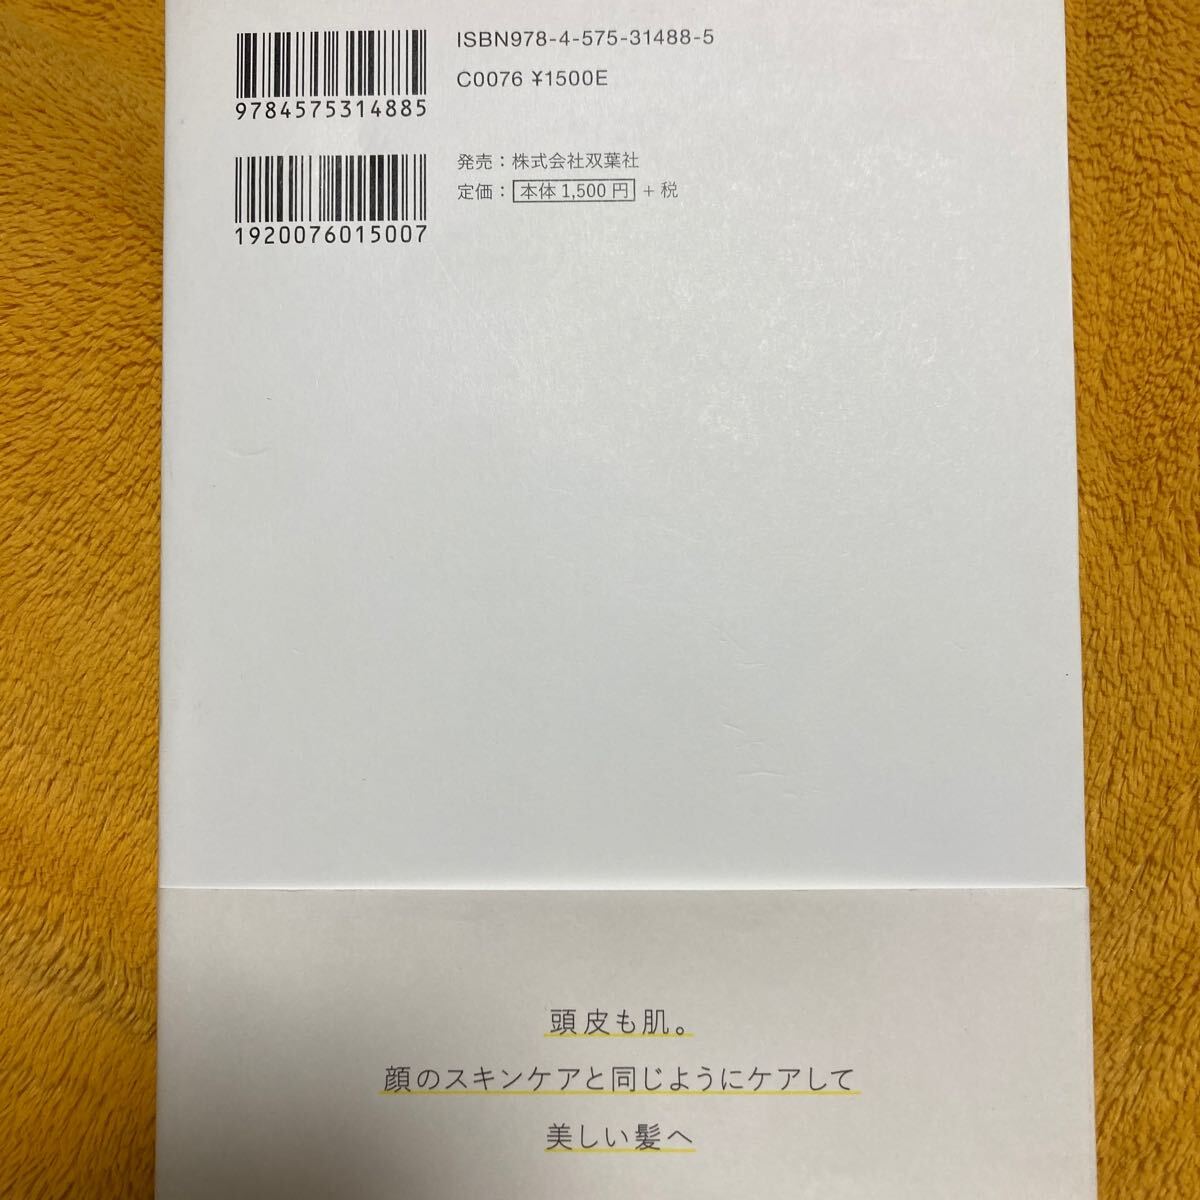 ISBN978-4-575-31488-5
C0076 ¥1500E
9784575314885
発売：株式会社双葉社
定価：本体 1,500 円 + 税
1920076015007
頭皮も肌。
顔のスキンケアと同じようにケアして
美しい髪へ